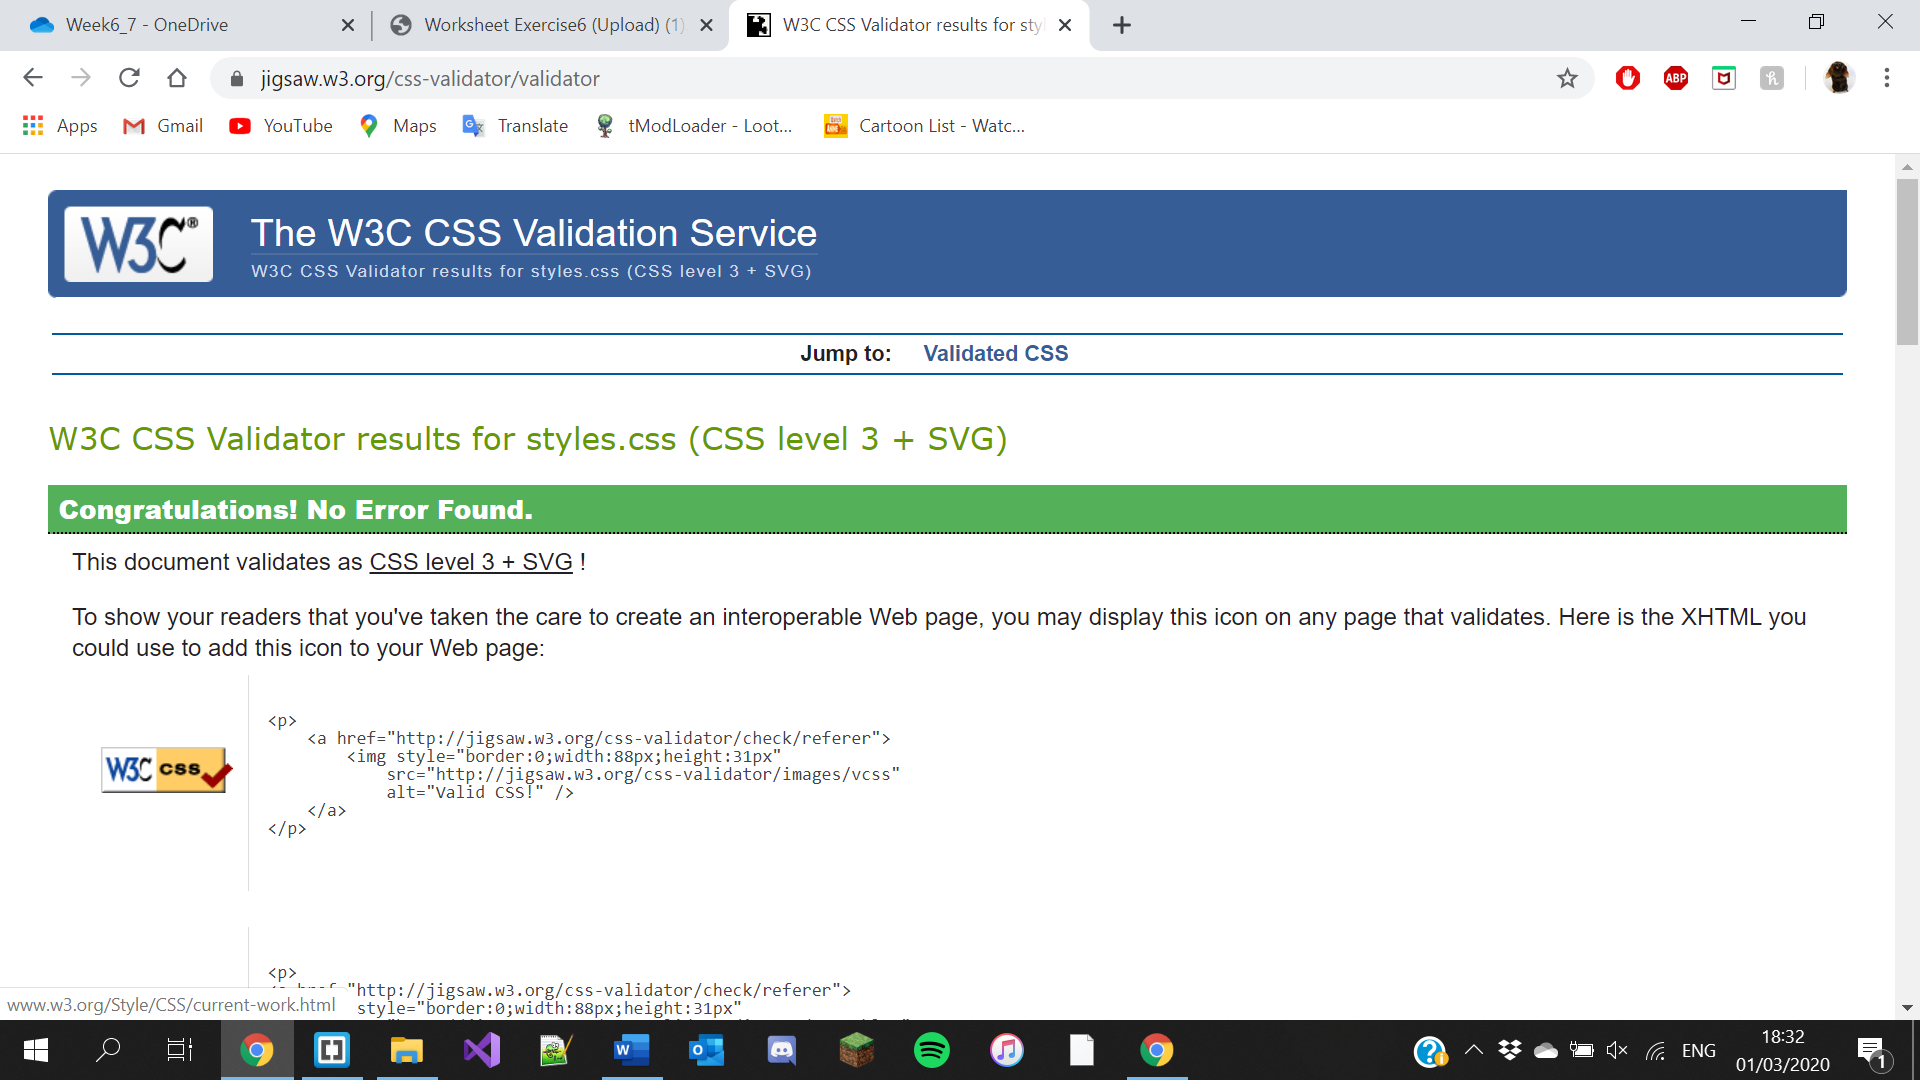 Week6_7 - OneDrive
Worksheet Exercise6 (Upload) (1)
W3C CSS Validator results for sty
jigsaw.w3.org/css-validator/validator
ABP
Apps
Gmail
YouTube
Maps
Translate
tModLoader - Loot...
Cartoon List - Watc...
W3C®
The W3C CSS Validation Service
W3C CSS Validator results for styles.css (CSS level 3 + SVG)
Jump to: Validated CSS
W3C CSS Validator results for styles.css (CSS level 3 + SVG)
Congratulations! No Error Found.
This document validates as CSS level 3 + SVG !
To show your readers that you've taken the care to create an interoperable Web page, you may display this icon on any page that validates. Here is the XHTML you
could use to add this icon to your Web page:
W3C css
<p>
<a href="http://jigsaw.w3.org/css-validator/check/referer">
<img style="border:0;width:88px;height:31px"
src="http://jigsaw.w3.org/css-validator/images/vcss"
alt="Valid CSS!" />
</a>
</p>
<p>
"http://jigsaw.w3.org/css-validator/check/referer">
style="border:0;width:88px;height:31px"
www.w3.org/Style/CSS/current-work.html
ENG
18:32
01/03/2020
1